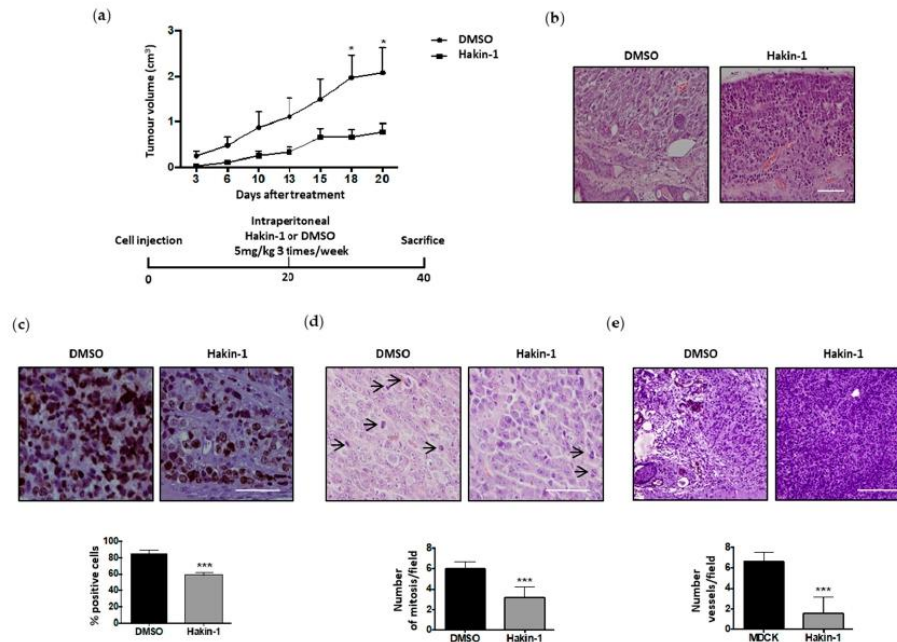 (a)
DMSO
Hakin-1
Tumour volume (cm³)
3
2
1
0
* *
3 6 10 13 15 18 20
Days after treatment
Intraperitoneal
Cell injection Hakin-1 or DMSO Sacrifice
5mg/kg 3 times/week
0 20 40
(b)
DMSO Hakin-1
(c)
DMSO Hakin-1
% positive cells
100
80
60
40
20
0
***
DMSO Hakin-1
(d)
DMSO Hakin-1
Number
of mitosis/field
8
6
4
2
0
***
DMSO Hakin-1
(e)
DMSO Hakin-1
Number
vessels/field
8
6
4
2
0
***
MDCK Hakin-1